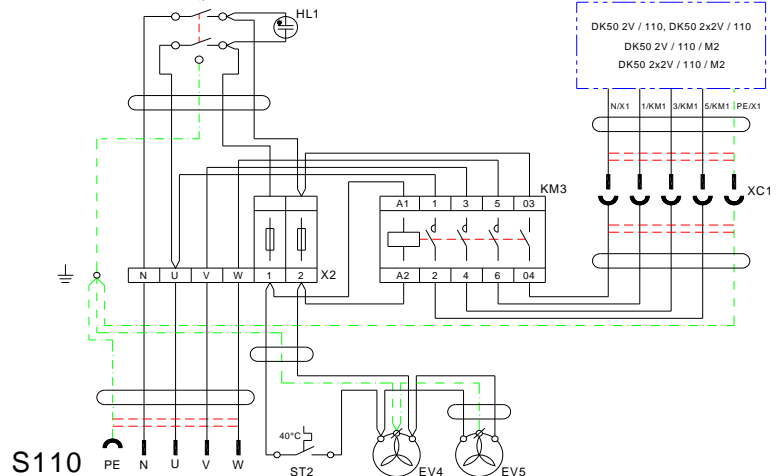 HL1
DK50 2V / 110, DK50 2x2V / 110
DK50 2V / 110 / M2
DK50 2x2V / 110 / M2
N/X1 1/KM1 3/KM1 5/KM1 PE/X1
KM3
XC1
A1 1 3 5 03
N U V W 1 2 X2
A2 2 4 6 04
40°C
S110 PE N U V W
ST2 EV4 EV5